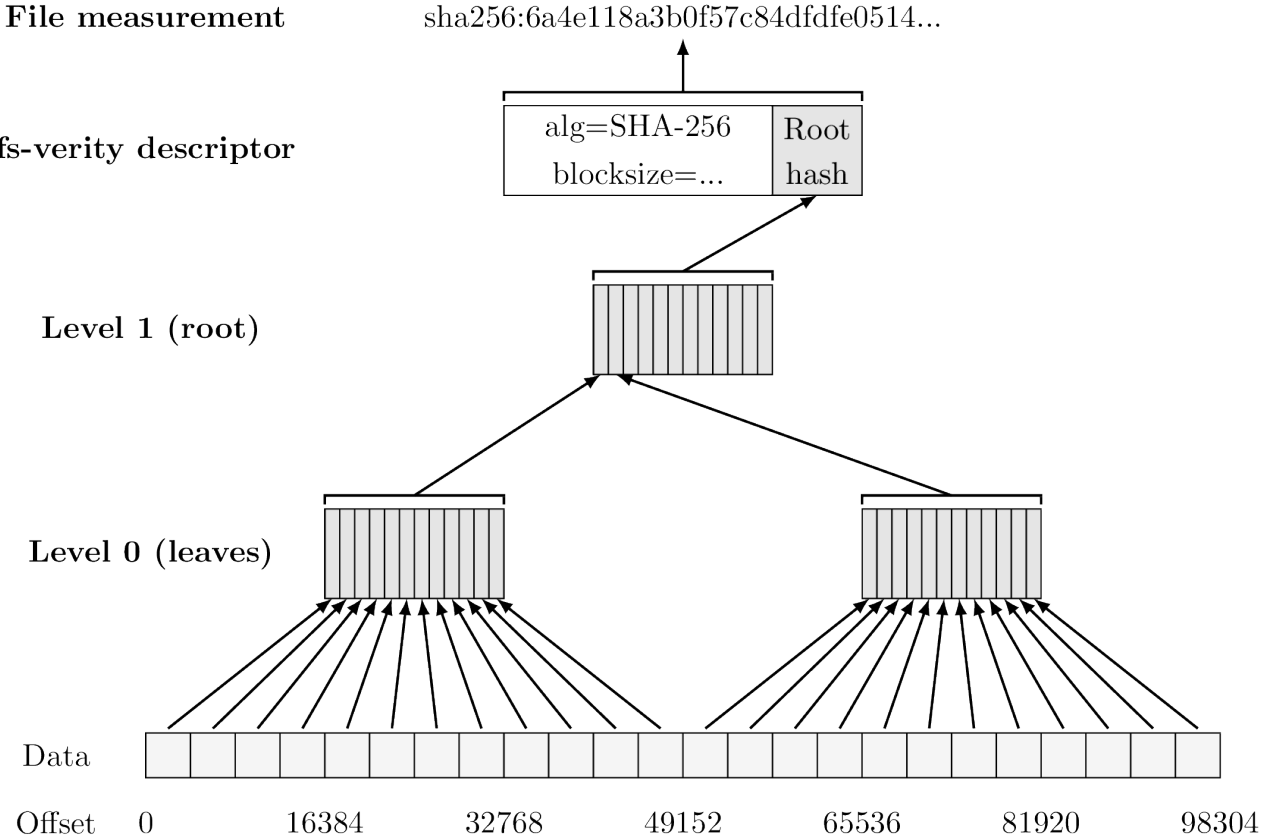 File measurement sha256:6a4e118a3b0f57c84dfdfe0514...
fs-verity descriptor
alg=SHA-256
blocksize=...
Root
hash
Level 1 (root)
Level 0 (leaves)
Data
Offset 0 16384 32768 49152 65536 81920 98304